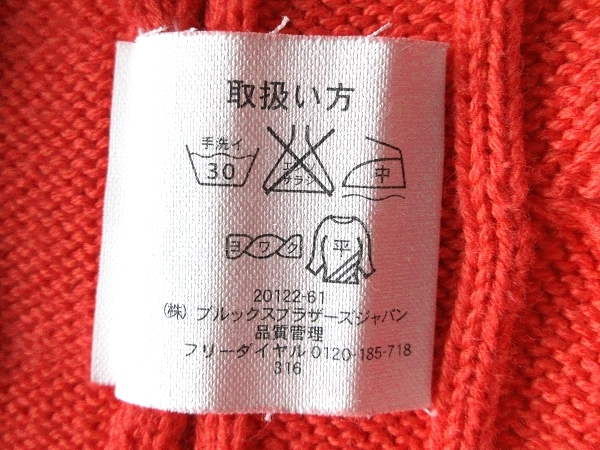 取扱い方
手洗イ
30
エンソ
サラシ
中
ヨワク
平
20122-61
(株) ブルックスブラザーズジャパン
品質管理
フリーダイヤル 0120-185-718
316